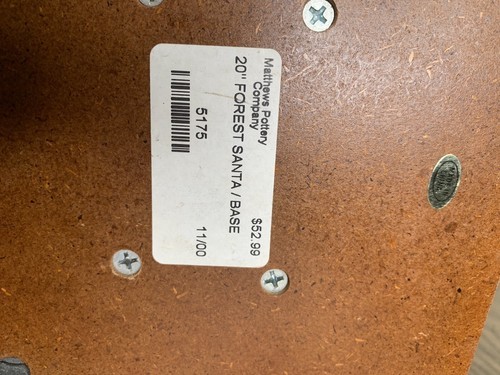 Matthews Pottery
Company
$52.99
20" FOREST SANTA / BASE
5175
11/00